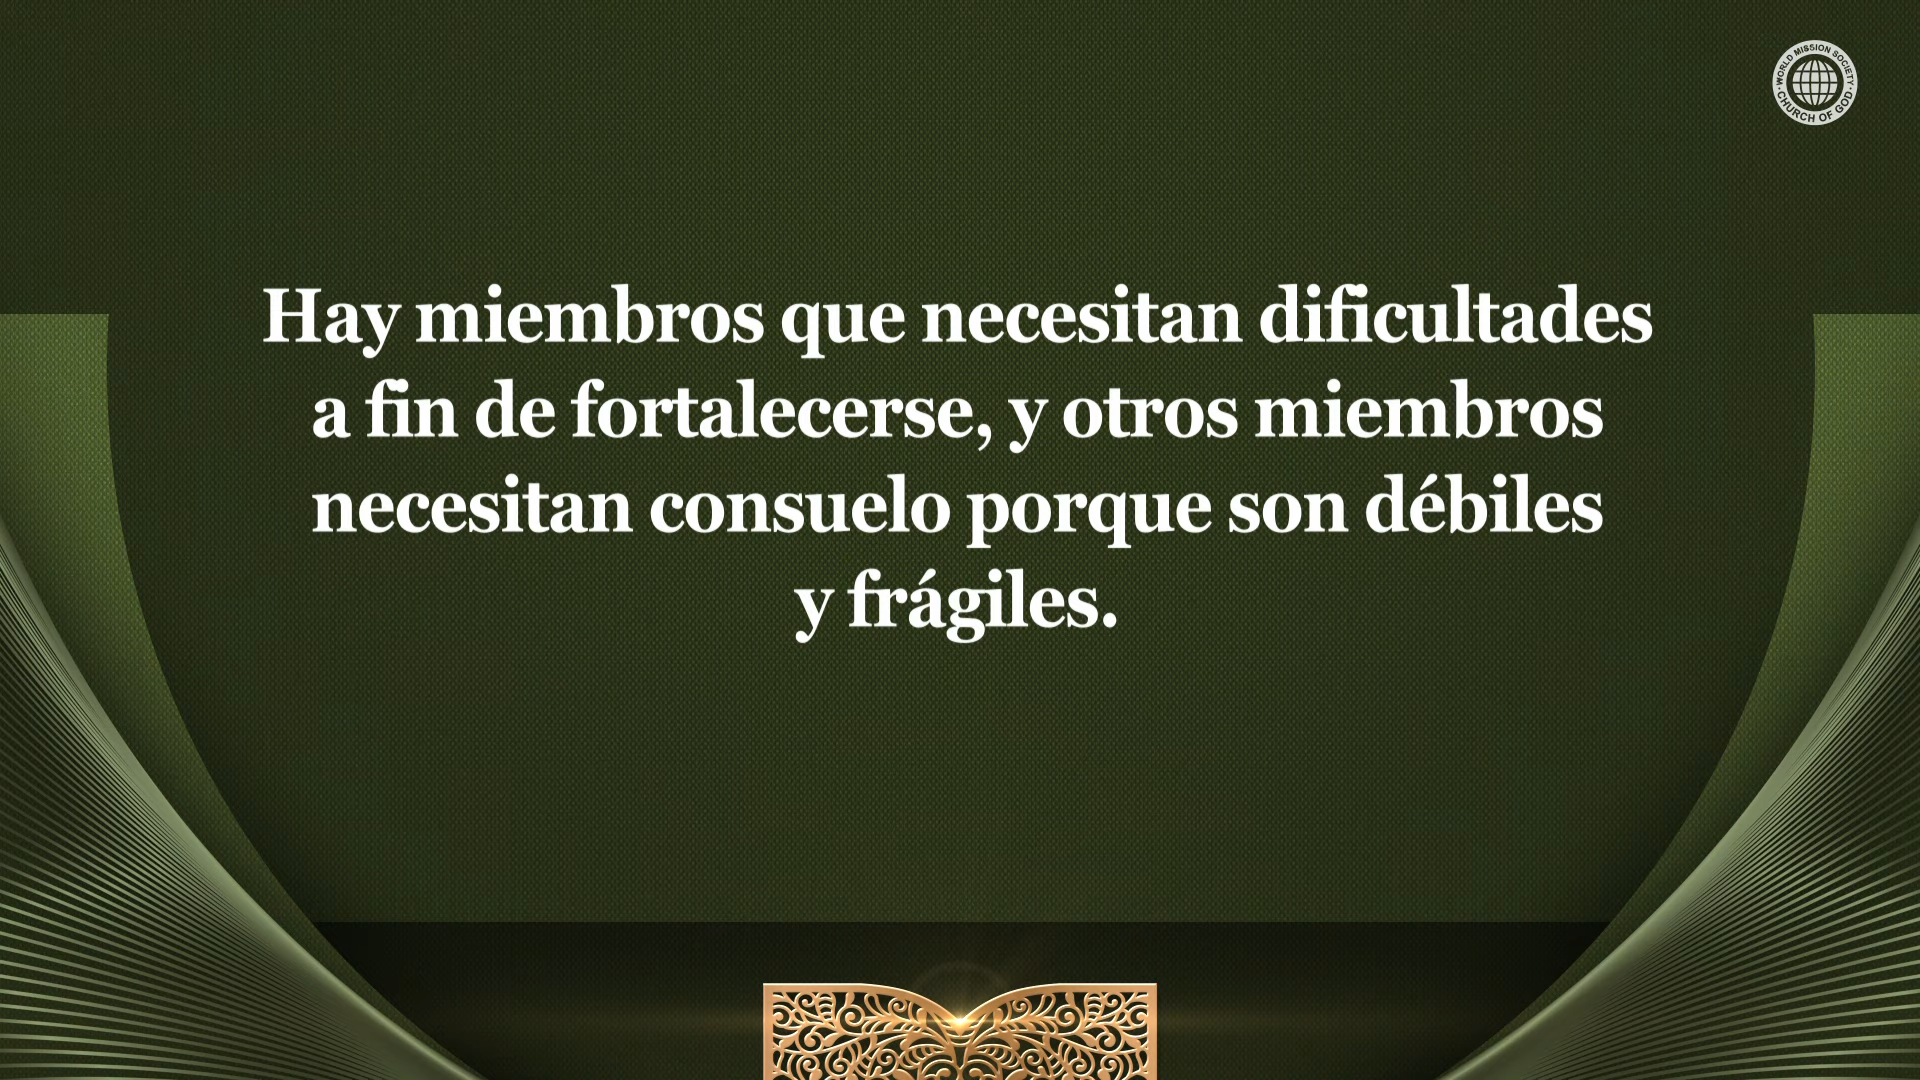 WORLD MISSION SOCIETY
CHURCH OF GOD
Hay miembros que necesitan dificultades
a fin de fortalecerse, y otros miembros
necesitan consuelo porque son débiles
y frágiles.